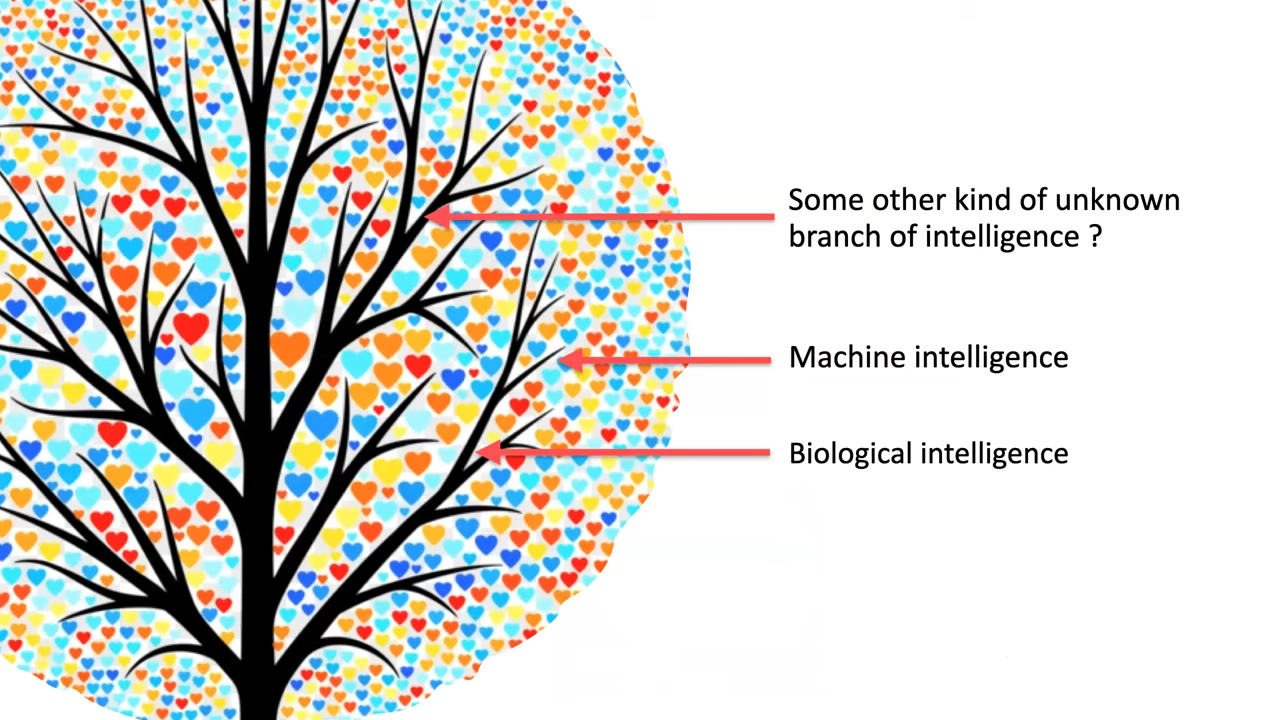 Some other kind of unknown
branch of intelligence ?
Machine intelligence
Biological intelligence